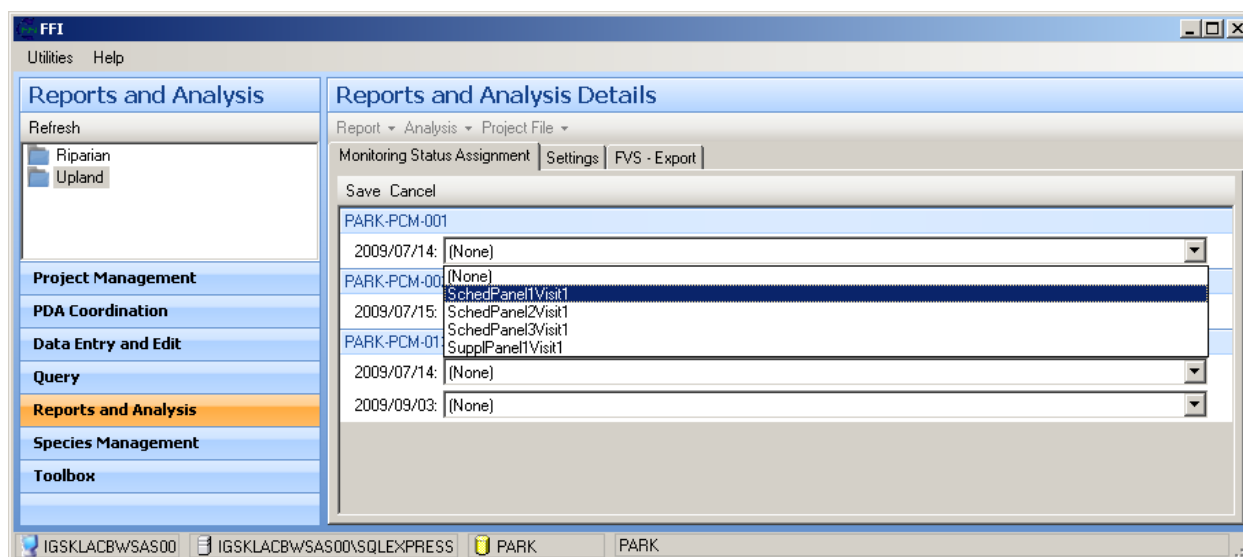 FFI
Utilities Help
Reports and Analysis
Refresh
Riparian
Upland
Project Management
PDA Coordination
Data Entry and Edit
Query
Reports and Analysis
Species Management
Toolbox
Reports and Analysis Details
Report Analysis Project File
Monitoring Status Assignment Settings FVS - Export
Save Cancel
PARK-PCM-001
2009/07/14: (None)
(None)
SchedPanel1Visit1
SchedPanel2Visit1
SchedPanel3Visit1
SupplPanel1Visit1
2009/07/15:
2009/07/14: (None)
2009/09/03: (None)
IGSKLACBWSAS00 IGSKLACBWSAS00\SQLEXPRESS PARK PARK